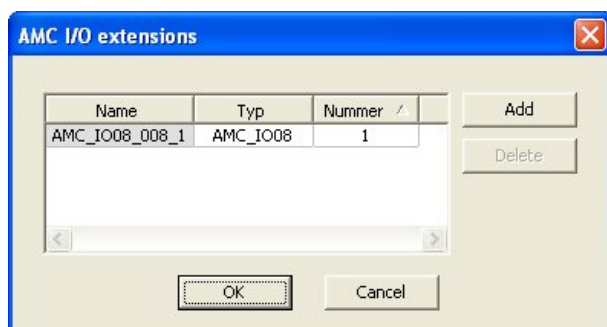 AMC I/O extensions
Name Typ Nummer
Add
AMC_IO08_008_1 AMC_IO08 1
Delete
OK Cancel